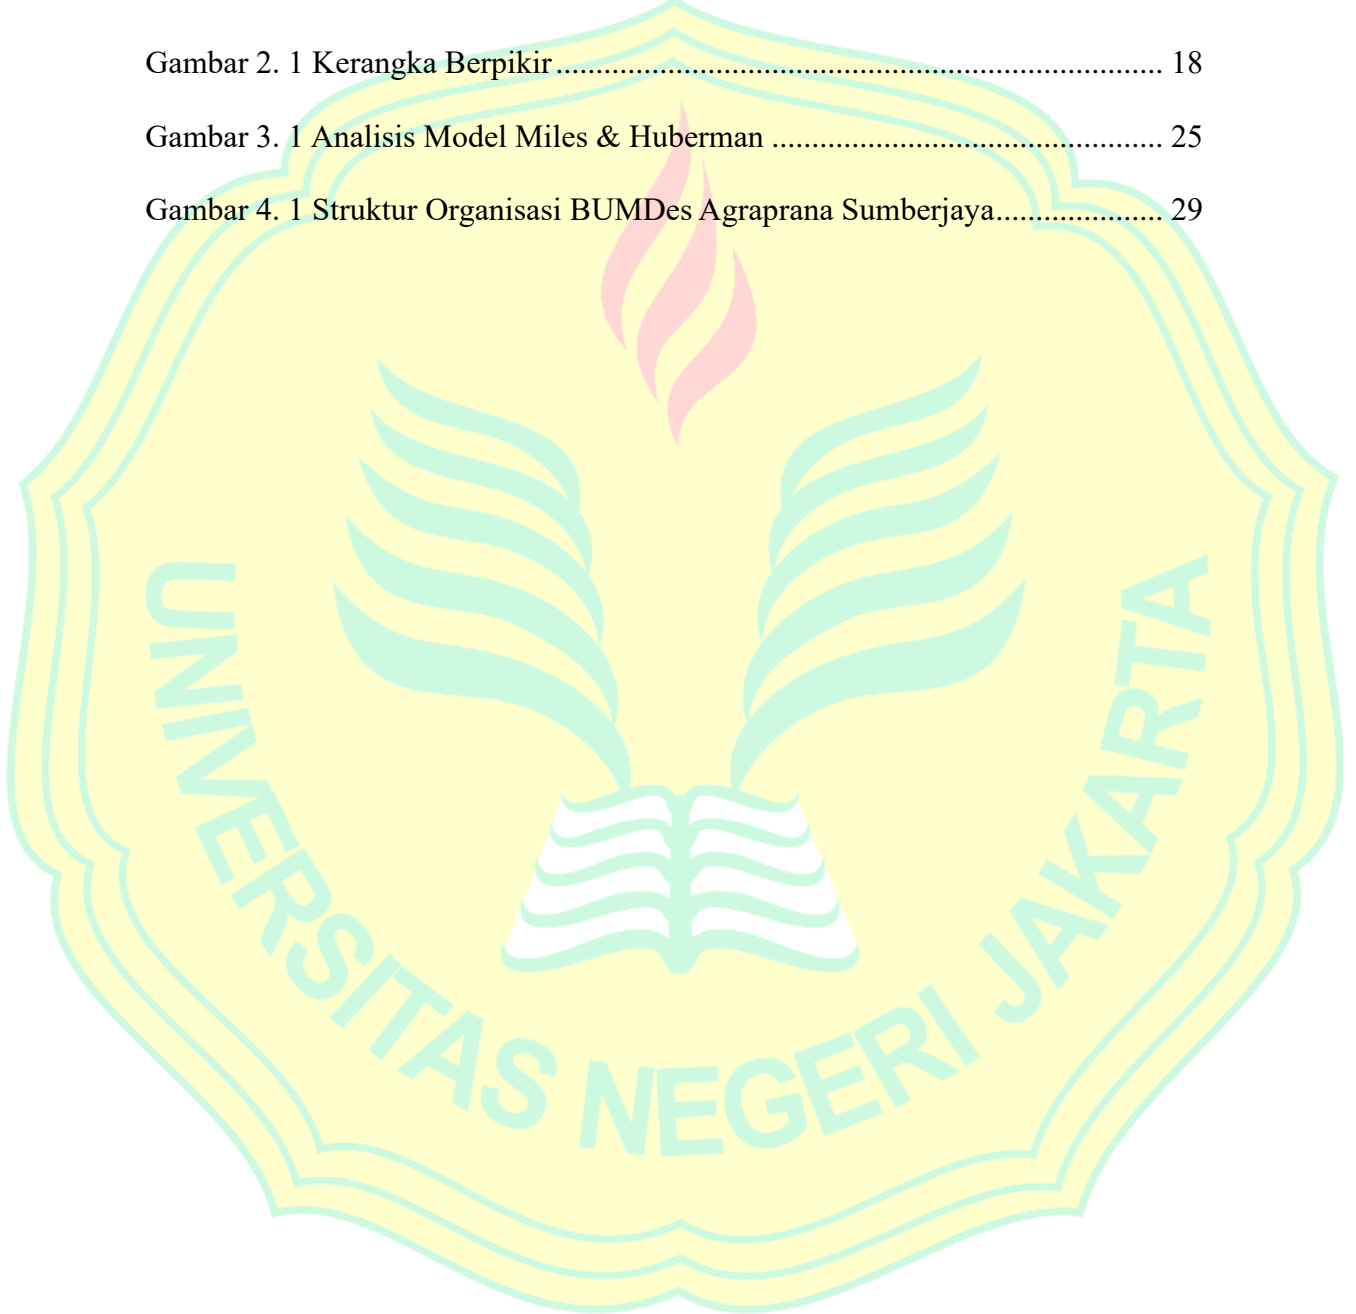 Gambar 2. 1 Kerangka Berpikir............................................................................ 18
Gambar 3. 1 Analisis Model Miles & Huberman ................................................. 25
Gambar 4. 1 Struktur Organisasi BUMDes Agraprana Sumberjaya..................... 29
UNIVERSITAS NEGERI JAKARTA